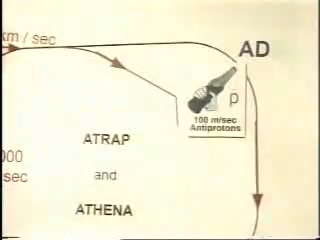 km / sec
AD
p̄
100 m/sec
Antiprotons
ATRAP
000
sec
and
ATHENA